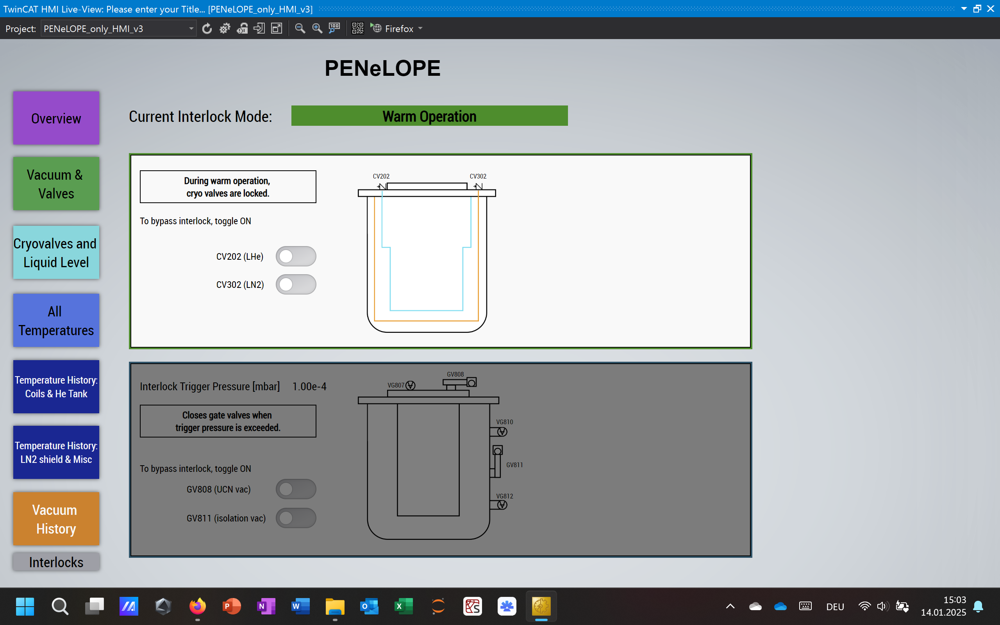 TwinCAT HMI Live-View: Please enter your Title... [PENeLOPE_only_HMI_v3]
Project: PENeLOPE_only_HMI_v3
100
Firefox
PENeLOPE
Overview
Current Interlock Mode:
Warm Operation
Vacuum &
Valves
During warm operation,
cryo valves are locked.
CV202
CV302
To bypass interlock, toggle ON
Cryovalves and
Liquid Level
CV202 (LHe)
CV302 (LN2)
All
Temperatures
Temperature History:
Coils & He Tank
Interlock Trigger Pressure [mbar] 1.00e-4
VG807
GV808
Closes gate valves when
trigger pressure is exceeded.
VG810
Temperature History:
LN2 shield & Misc
GV811
To bypass interlock, toggle ON
GV808 (UCN vac)
VG812
GV811 (isolation vac)
Vacuum
History
Interlocks
P
N
W
O
X
S
DEU
15:03
14.01.2025